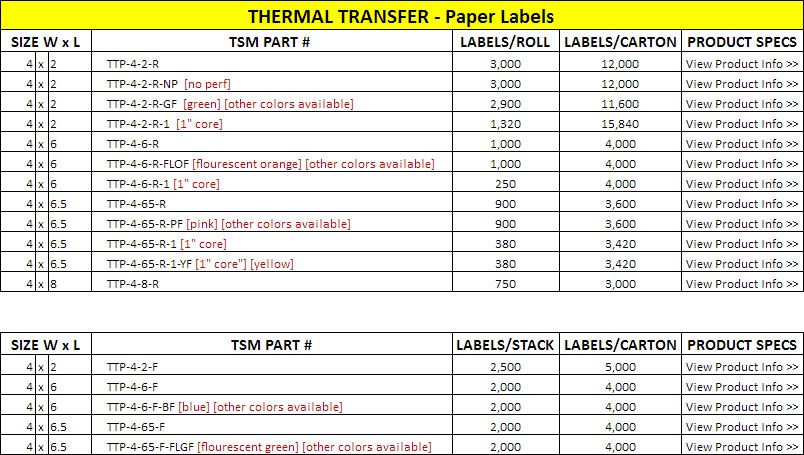 THERMAL TRANSFER - Paper Labels
SIZE W x L TSM PART # LABELS/ROLL LABELS/CARTON PRODUCT SPECS
4 x 2 TTP-4-2-R 3,000 12,000 View Product Info >>
4 x 2 TTP-4-2-R-NP [no perf] 3,000 12,000 View Product Info >>
4 x 2 TTP-4-2-R-GF [green] [other colors available] 2,900 11,600 View Product Info >>
4 x 2 TTP-4-2-R-1 [1" core] 1,320 15,840 View Product Info >>
4 x 6 TTP-4-6-R 1,000 4,000 View Product Info >>
4 x 6 TTP-4-6-R-FLOF [flourescent orange] [other colors available] 1,000 4,000 View Product Info >>
4 x 6 TTP-4-6-R-1 [1" core] 250 4,000 View Product Info >>
4 x 6.5 TTP-4-65-R 900 3,600 View Product Info >>
4 x 6.5 TTP-4-65-R-PF [pink] [other colors available] 900 3,600 View Product Info >>
4 x 6.5 TTP-4-65-R-1 [1" core] 380 3,420 View Product Info >>
4 x 6.5 TTP-4-65-R-1-YF [1" core"] [yellow] 380 3,420 View Product Info >>
4 x 8 TTP-4-8-R 750 3,000 View Product Info >>
SIZE W x L TSM PART # LABELS/STACK LABELS/CARTON PRODUCT SPECS
4 x 2 TTP-4-2-F 2,500 5,000 View Product Info >>
4 x 6 TTP-4-6-F 2,000 4,000 View Product Info >>
4 x 6 TTP-4-6-F-BF [blue] [other colors available] 2,000 4,000 View Product Info >>
4 x 6.5 TTP-4-65-F 2,000 4,000 View Product Info >>
4 x 6.5 TTP-4-65-F-FLGF [flourescent green] [other colors available] 2,000 4,000 View Product Info >>